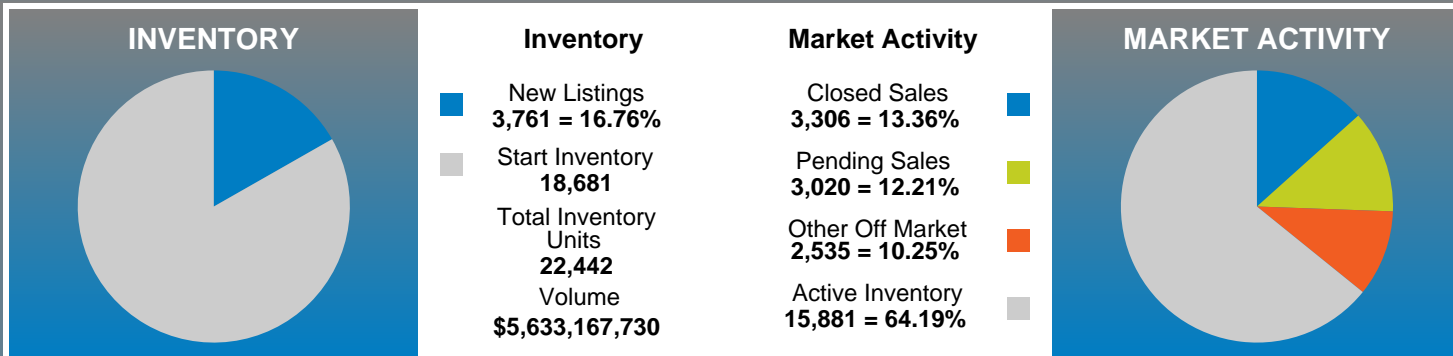 INVENTORY
Inventory
New Listings
3,761 = 16.76%
Start Inventory
18,681
Total Inventory
Units
22,442
Volume
$5,633,167,730
Market Activity
Closed Sales
3,306 = 13.36%
Pending Sales
3,020 = 12.21%
Other Off Market
2,535 = 10.25%
Active Inventory
15,881 = 64.19%
MARKET ACTIVITY